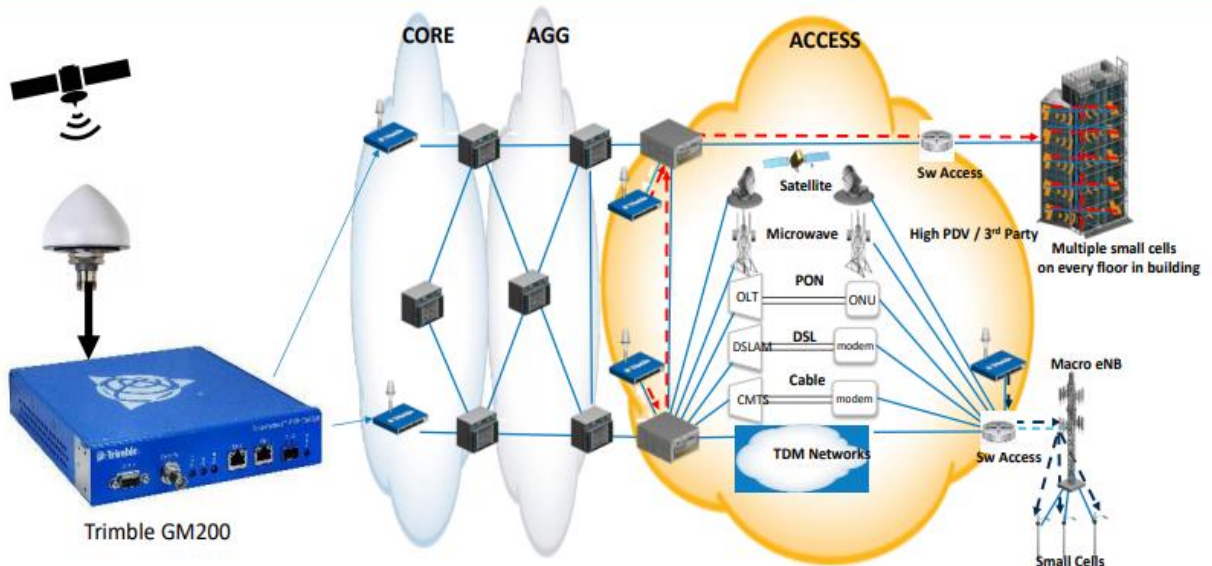 CORE
AGG
ACCESS
Satellite
Sw Access
Microwave
High PDV / 3rd Party
Multiple small cells
on every floor in building
PON
OLT
ONU
DSL
DSLAM
modem
Cable
CMTS
modem
Macro eNB
TDM Networks
Sw Access
Trimble
Trimble GM200
Small Cells